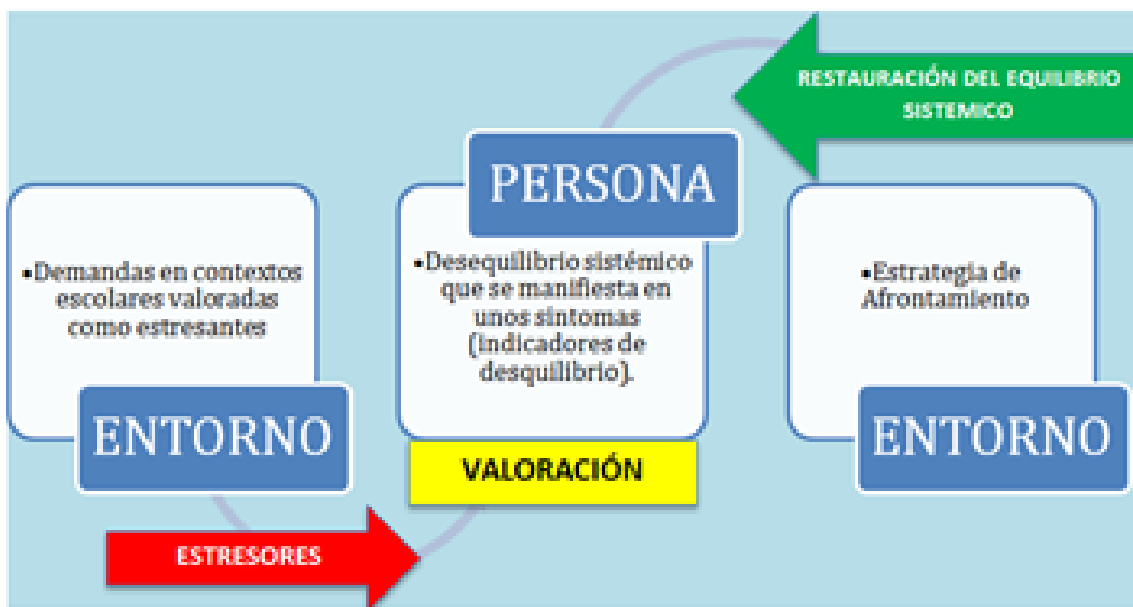 RESTAURACIÓN DEL EQUILIBRIO
SISTEMICO
PERSONA
•Demandas en contextos
escolares valoradas
como estresantes
ENTORNO
•Desequilibrio sistémico
que se manifiesta en
unos síntomas
(indicadores de
desquilibrio).
VALORACIÓN
•Estrategia de
Afrontamiento
ENTORNO
ESTRESORES